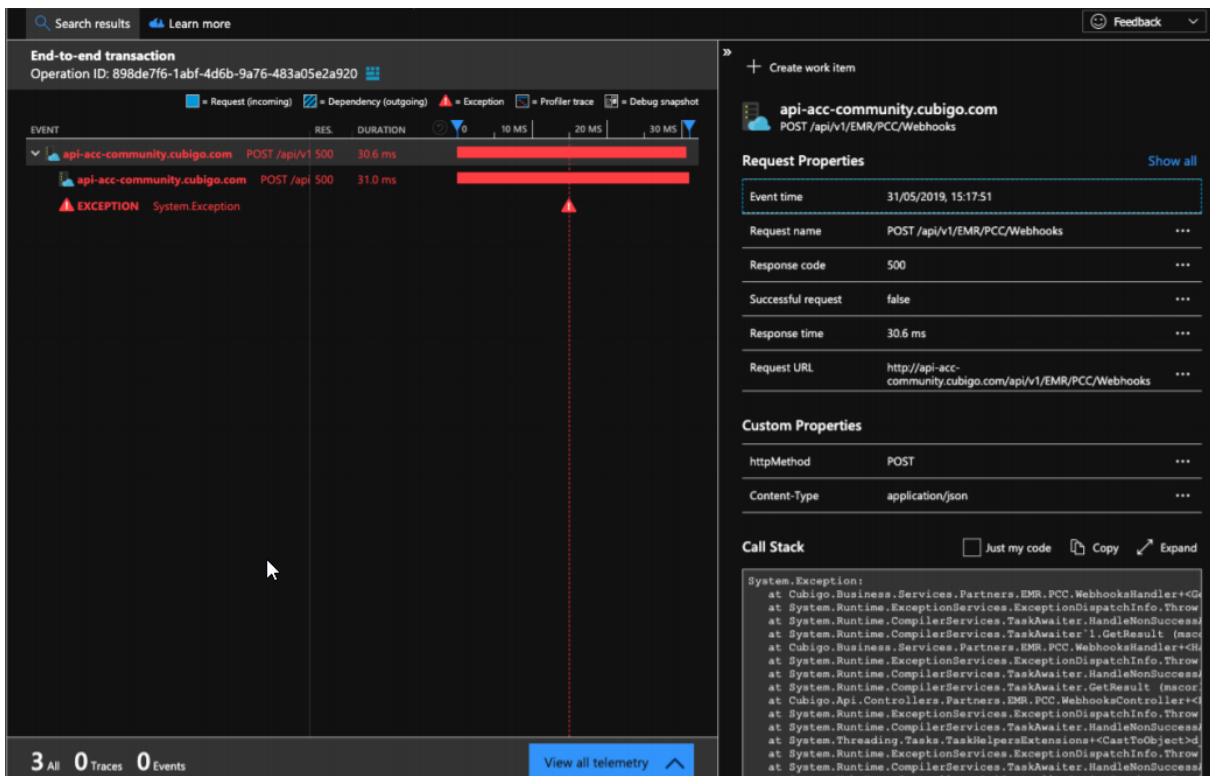 Search results
Learn more
Feedback
End-to-end transaction
Operation ID: 898de7f6-1abf-4d6b-9a76-483a05e2a920
= Request (incoming) = Dependency (outgoing) = Exception = Profiler trace = Debug snapshot
EVENT RES. DURATION 0 10 MS 20 MS 30 MS
api-acc-community.cubigo.com POST /api/v1 500 30.6 ms
api-acc-community.cubigo.com POST /api 500 31.0 ms
EXCEPTION System.Exception
3 All 0 Traces 0 Events
View all telemetry
Create work item
api-acc-community.cubigo.com
POST /api/v1/EMR/PCC/Webhooks
Request Properties Show all
Event time 31/05/2019, 15:17:51
Request name POST /api/v1/EMR/PCC/Webhooks ...
Response code 500 ...
Successful request false ...
Response time 30.6 ms ...
Request URL http://api-acc-
community.cubigo.com/api/v1/EMR/PCC/Webhooks ...
Custom Properties
httpMethod POST ...
Content-Type application/json ...
Call Stack Just my code Copy Expand
System.Exception:
at Cubigo.Business.Services.Partners.EMR.PCC.WebhooksHandler+<Ge
at System.Runtime.ExceptionServices.ExceptionDispatchInfo.Throw
at System.Runtime.CompilerServices.TaskAwaiter.HandleNonSuccessA
at System.Runtime.CompilerServices.TaskAwaiter`1.GetResult (msco
at Cubigo.Business.Services.Partners.EMR.PCC.WebhooksHandler+<Ha
at System.Runtime.ExceptionServices.ExceptionDispatchInfo.Throw
at System.Runtime.CompilerServices.TaskAwaiter.HandleNonSuccessA
at System.Runtime.CompilerServices.TaskAwaiter.GetResult (mscor
at Cubigo.Api.Controllers.Partners.EMR.PCC.WebhooksController+<
at System.Runtime.ExceptionServices.ExceptionDispatchInfo.Throw
at System.Runtime.CompilerServices.TaskAwaiter.HandleNonSuccessA
at System.Threading.Tasks.TaskHelpersExtensions+<CastToObject>d_
at System.Runtime.ExceptionServices.ExceptionDispatchInfo.Throw
at System.Runtime.CompilerServices.TaskAwaiter.HandleNonSuccessA